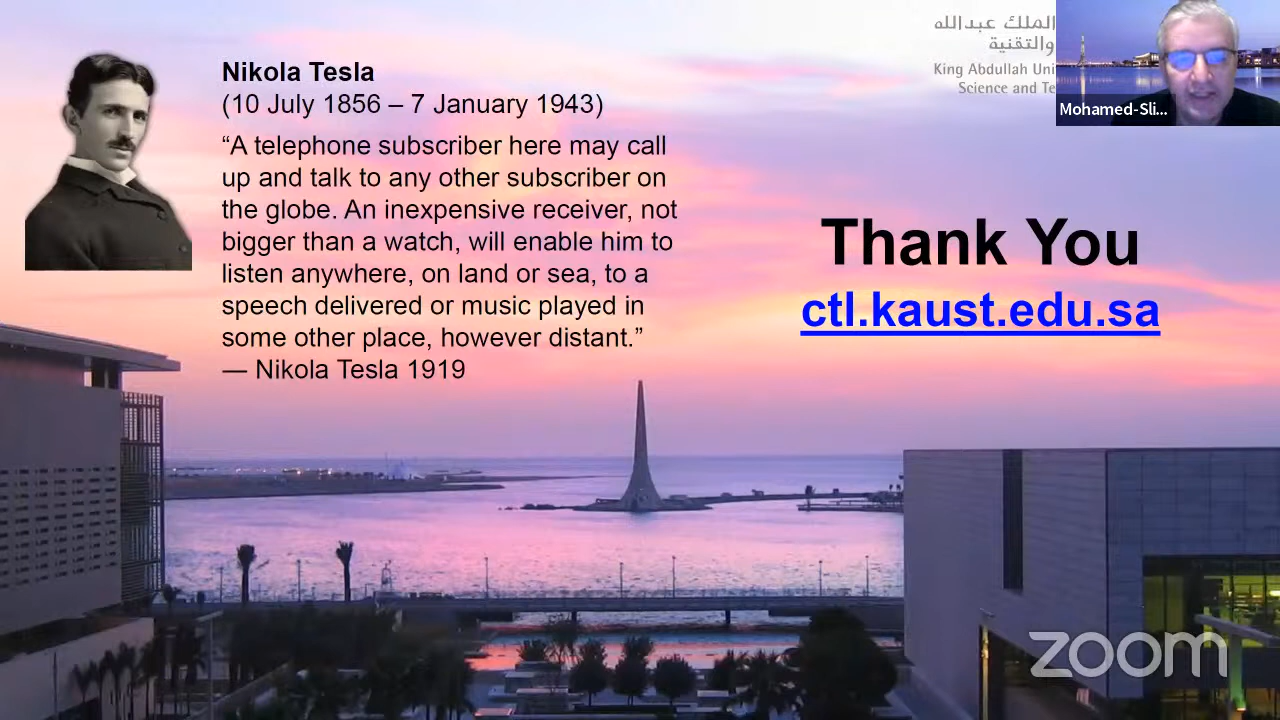 Nikola Tesla
(10 July 1856 – 7 January 1943)
“A telephone subscriber here may call
up and talk to any other subscriber on
the globe. An inexpensive receiver, not
bigger than a watch, will enable him to
listen anywhere, on land or sea, to a
speech delivered or music played in
some other place, however distant.”
— Nikola Tesla 1919
الملك عبدالله
والتقنية
King Abdullah Uni
Science and Te
Mohamed-Sli...
Thank You
ctl.kaust.edu.sa
zoom